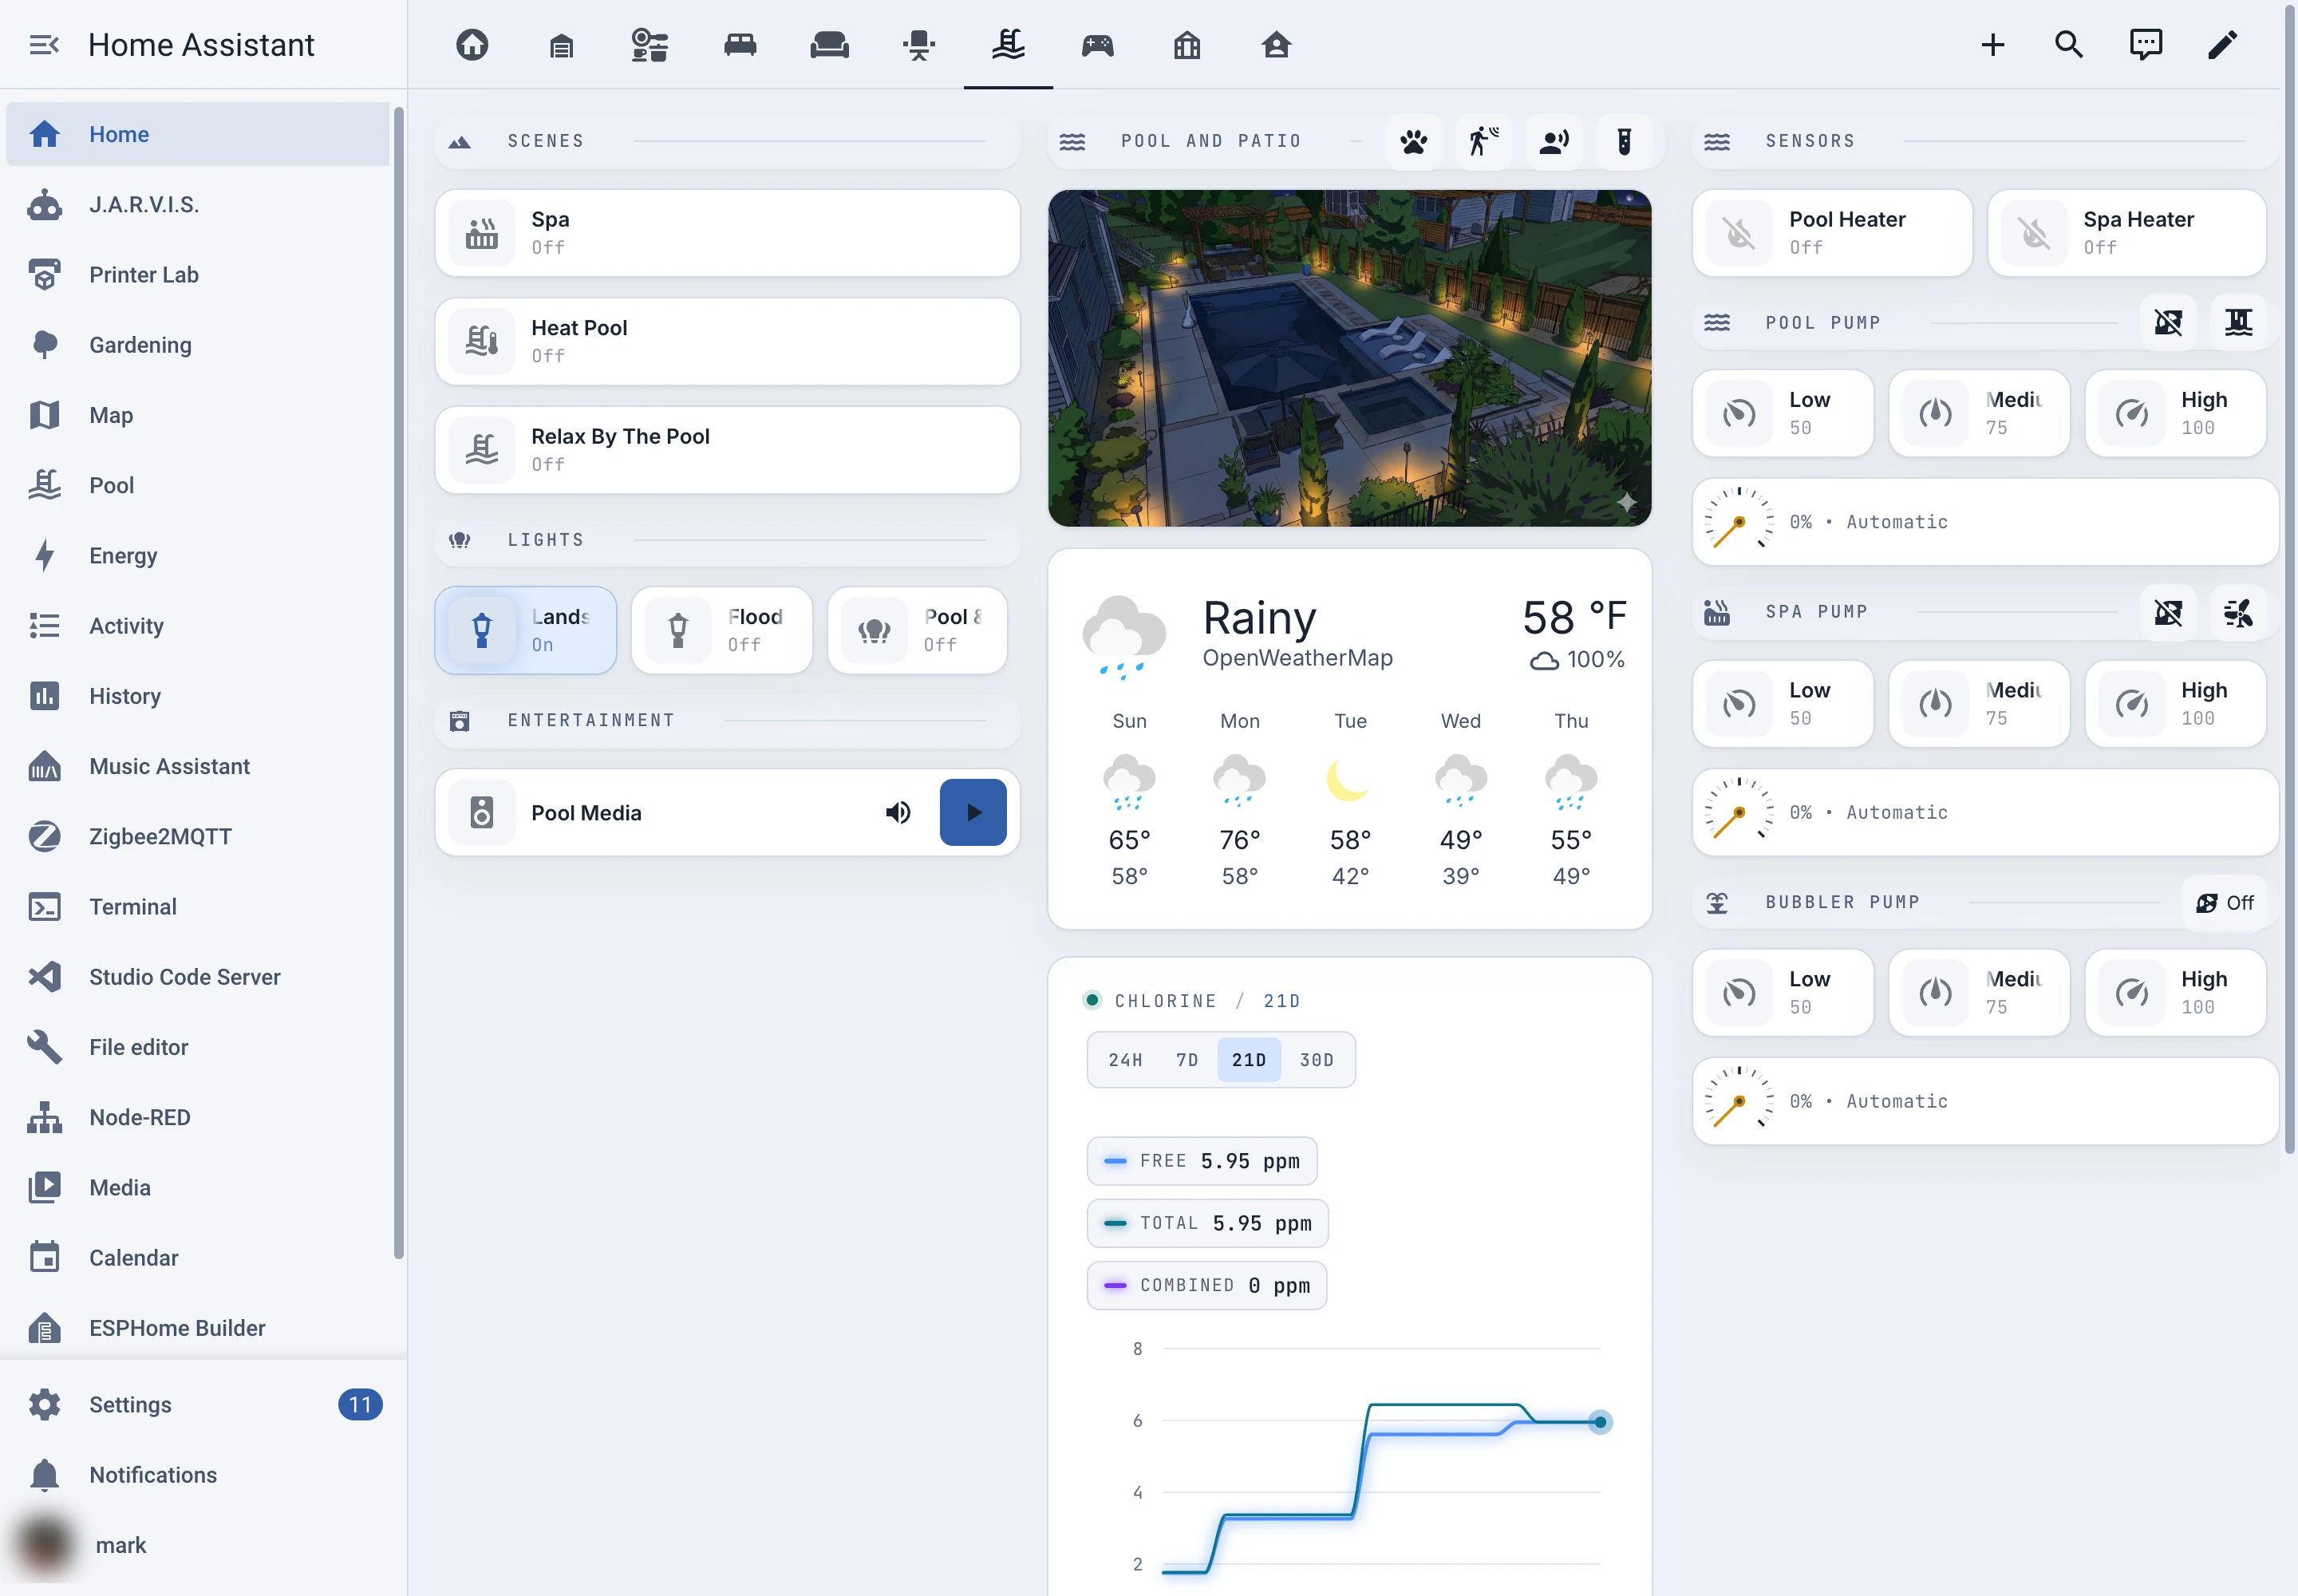 Home Assistant
Home
J.A.R.V.I.S.
Printer Lab
Gardening
Map
Pool
Energy
Activity
History
Music Assistant
Zigbee2MQTT
Terminal
Studio Code Server
File editor
Node-RED
Media
Calendar
ESPHome Builder
Settings
11
Notifications
mark
SCENES
Spa
Off
Heat Pool
Off
Relax By The Pool
Off
LIGHTS
Lands
On
Flood
Off
Pool &
Off
ENTERTAINMENT
Pool Media
POOL AND PATIO
Rainy
OpenWeatherMap
58 °F
100%
Sun Mon Tue Wed Thu
65° 76° 58° 49° 55°
58° 58° 42° 39° 49°
CHLORINE / 21D
24H 7D 21D 30D
FREE 5.95 ppm
TOTAL 5.95 ppm
COMBINED 0 ppm
8
6
4
2
SENSORS
Pool Heater
Off
Spa Heater
Off
POOL PUMP
Low
50
Mediu
75
High
100
0% • Automatic
SPA PUMP
Low
50
Mediu
75
High
100
0% • Automatic
BUBBLER PUMP
Off
Low
50
Mediu
75
High
100
0% • Automatic